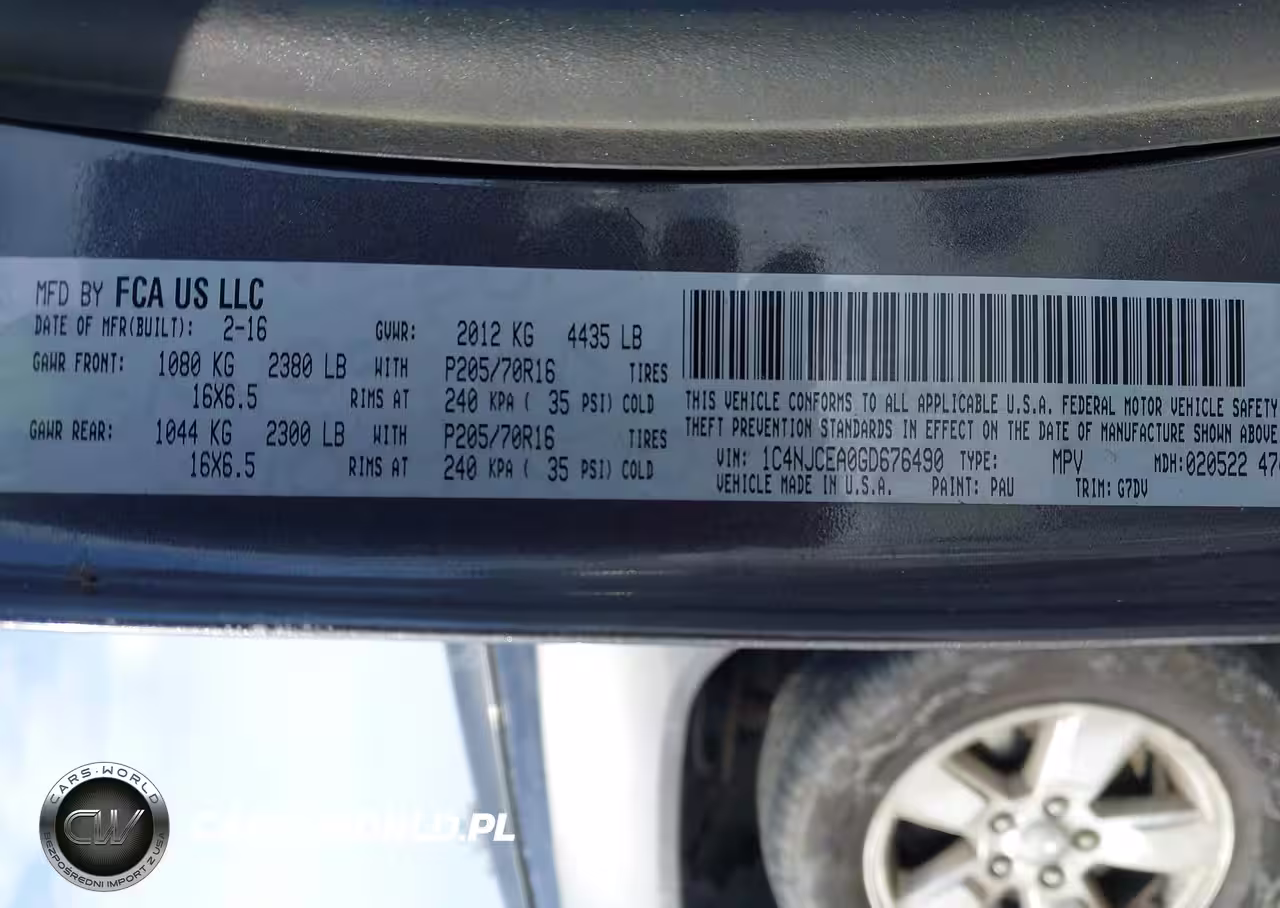 MFD BY FCA US LLC
DATE OF MFR(BUILT): 2-16 GVWR: 2012 KG 4435 LB
GAWR FRONT: 1080 KG 2380 LB WITH P205/70R16 TIRES
16X6.5 RIMS AT 240 KPA ( 35 PSI) COLD
GAWR REAR: 1044 KG 2300 LB WITH P205/70R16 TIRES
16X6.5 RIMS AT 240 KPA ( 35 PSI) COLD
THIS VEHICLE CONFORMS TO ALL APPLICABLE U.S.A. FEDERAL MOTOR VEHICLE SAFETY
THEFT PREVENTION STANDARDS IN EFFECT ON THE DATE OF MANUFACTURE SHOWN ABOVE
VIN: 1C4NJCEA0GD676490 TYPE: MPV MDH:020522
VEHICLE MADE IN U.S.A. PAINT: PAU TRIM: G7DV
CARS-WORLD
CW
BEZPOŚREDNI IMPORT Z USA